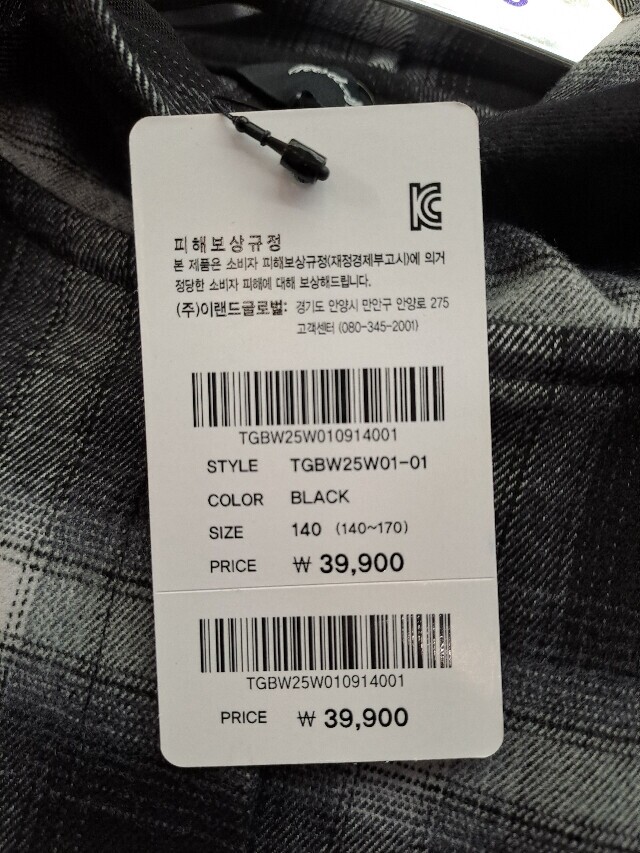 피해보상규정
본 제품은 소비자 피해보상규정(재정경제부고시)에 의거
정당한 소비자 피해에 대해 보상해드립니다.
(주)이랜드글로벌: 경기도 안양시 만안구 안양로 275
고객센터 (080-345-2001)
TGBW25W010914001
STYLE TGBW25W01-01
COLOR BLACK
SIZE 140 (140~170)
PRICE ₩ 39,900
TGBW25W010914001
PRICE ₩ 39,900